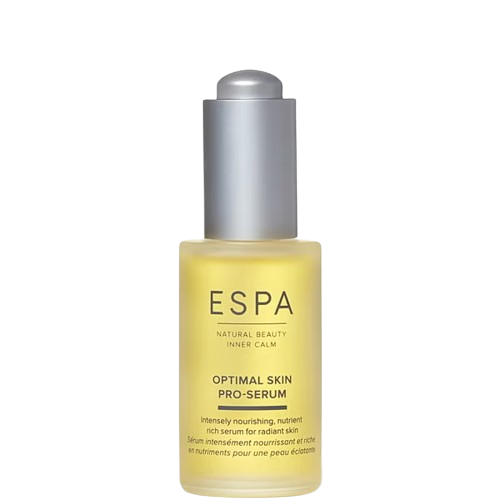 ESPA
NATURAL BEAUTY
INNER CALM
OPTIMAL SKIN
PRO-SERUM
Intensely nourishing, nutrient
rich serum for radiant skin
Sérum intensément nourrissant et riche
en nutriments pour une peau éclatante